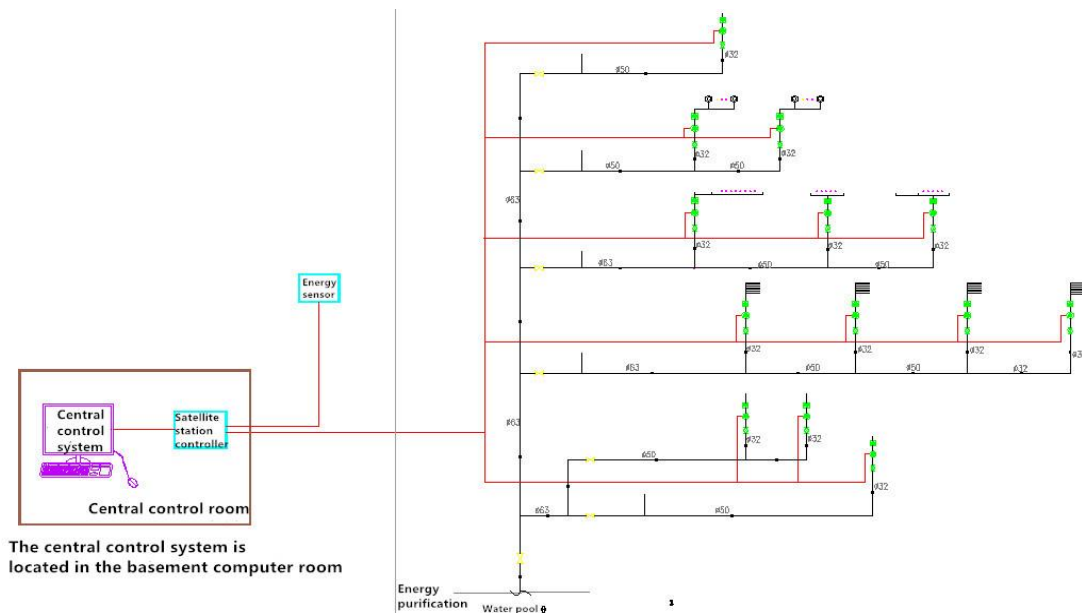 ø32
ø50
ø32
ø32
ø50
ø50
ø63
ø32
ø32
ø32
ø63
ø50
ø50
Energy
sensor
ø32
ø32
ø32
ø63
ø50
ø50
ø32
Central
control
system
Satellite
station
controller
ø63
ø32
ø32
ø50
ø32
Central control room
ø63
ø50
The central control system is
located in the basement computer room
Energy
purification
Water pool